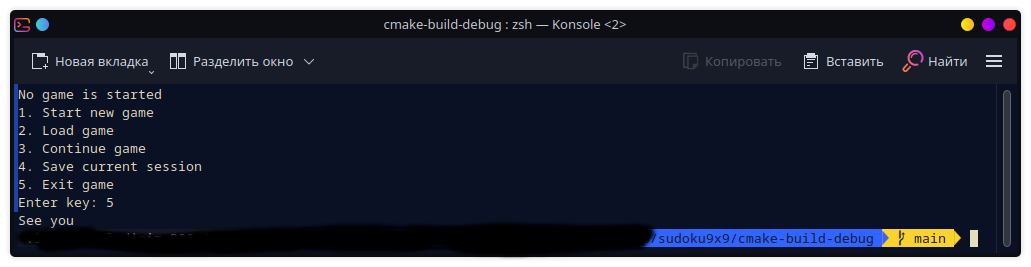 cmake-build-debug : zsh — Konsole <2>
Новая вкладка Разделить окно Копировать Вставить Найти
No game is started
1. Start new game
2. Load game
3. Continue game
4. Save current session
5. Exit game
Enter key: 5
See you
/sudoku9x9/cmake-build-debug main